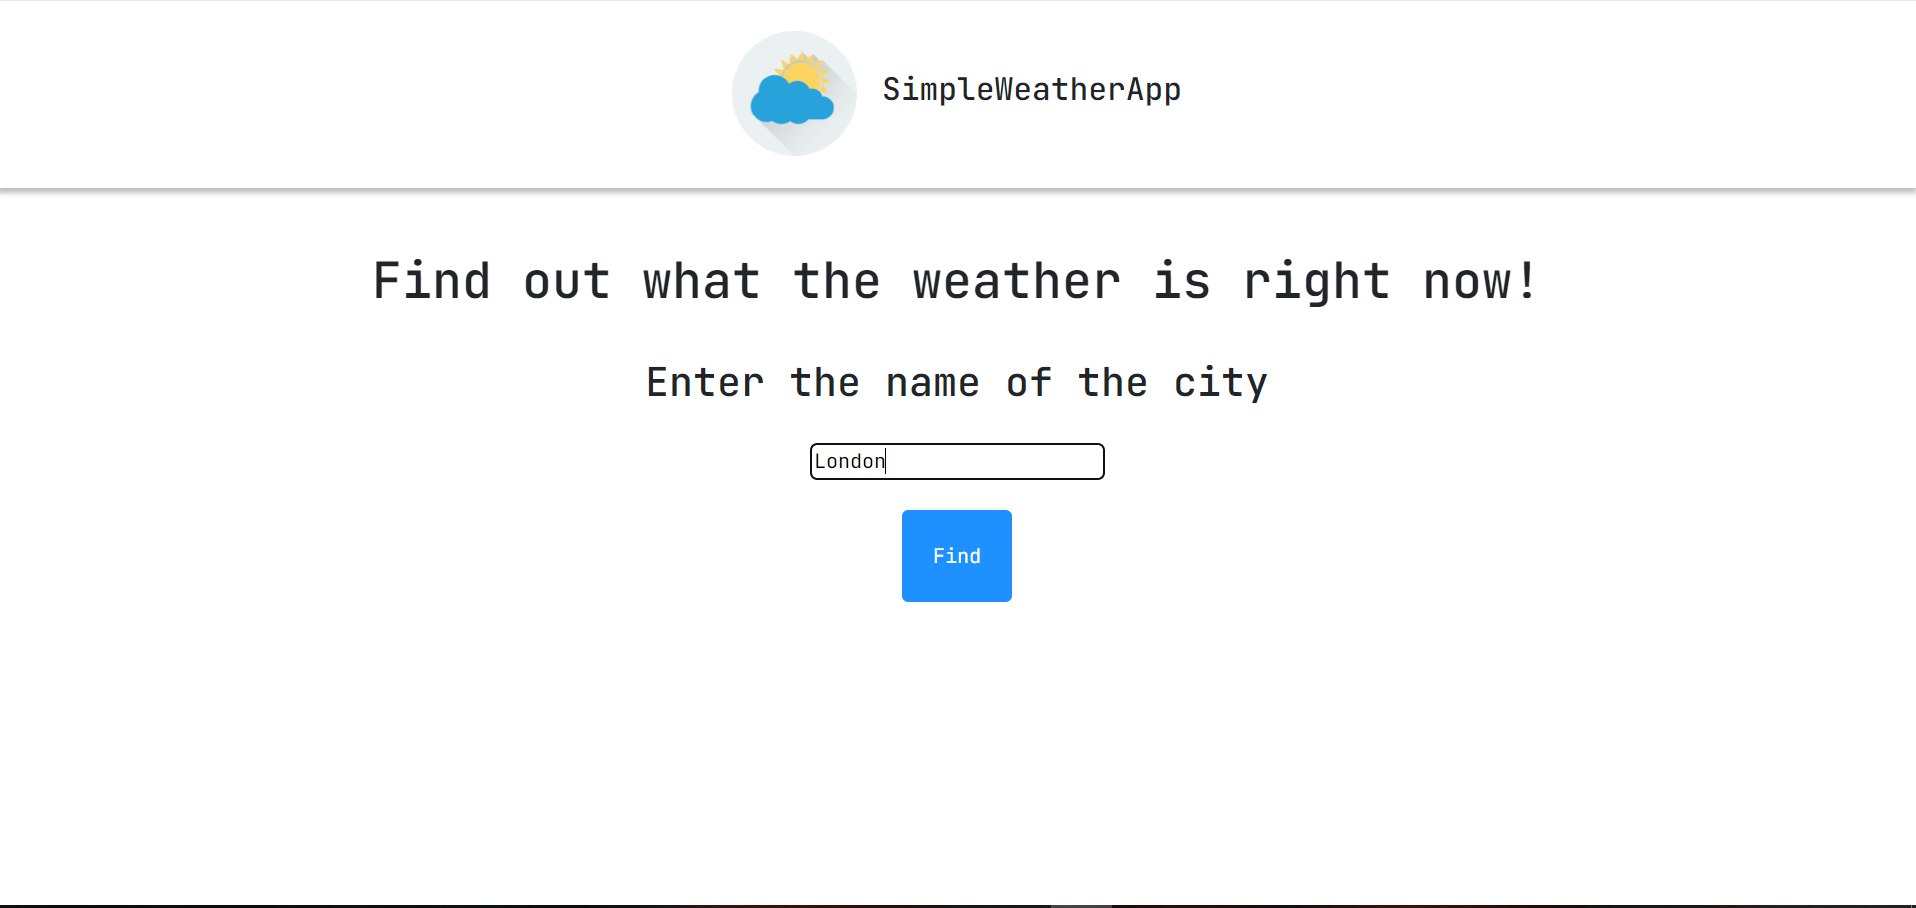 SimpleWeatherApp
Find out what the weather is right now!
Enter the name of the city
London
Find